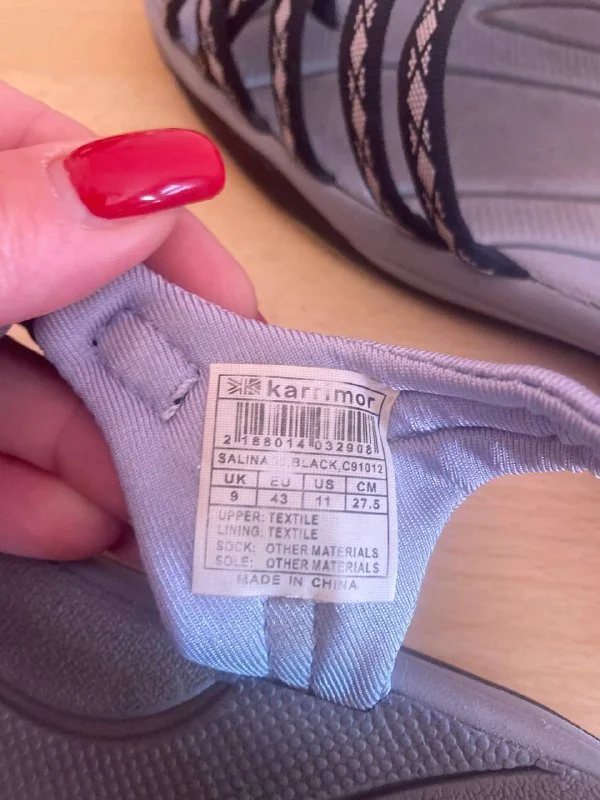 karrimor
2 188014 032908
SALINA BLACK,C91012
UK EU US CM
9 43 11 27.5
UPPER: TEXTILE
LINING: TEXTILE
SOCK: OTHER MATERIALS
SOLE: OTHER MATERIALS
MADE IN CHINA